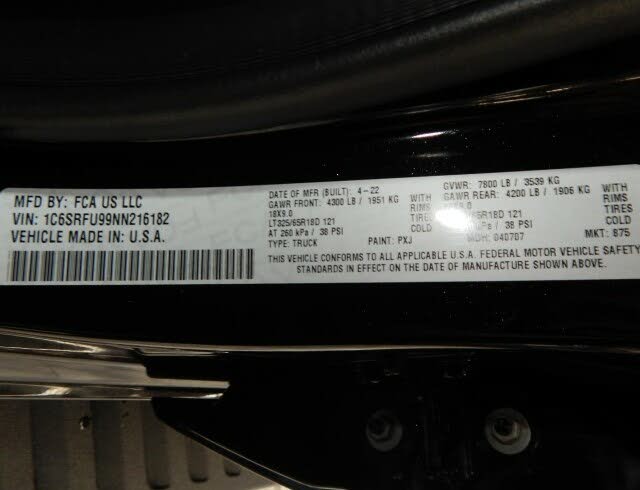 MFD BY: FCA US LLC
VIN: 1C6SRFU99NN216182
VEHICLE MADE IN: U.S.A.
DATE OF MFR (BUILT): 4-22
GAWR FRONT: 4300 LB / 1951 KG WITH
18X9.0 RIMS
LT325/65R18D 121 TIRES
AT 260 kPa / 38 PSI COLD
TYPE: TRUCK PAINT: PXJ
GVWR: 7800 LB / 3539 KG
GAWR REAR: 4200 LB / 1906 KG WITH
RIMS
65R18D 121 TIRES
kPa / 38 PSI COLD
MDH: 040707 MKT: B75
THIS VEHICLE CONFORMS TO ALL APPLICABLE U.S.A. FEDERAL MOTOR VEHICLE SAFETY
STANDARDS IN EFFECT ON THE DATE OF MANUFACTURE SHOWN ABOVE.